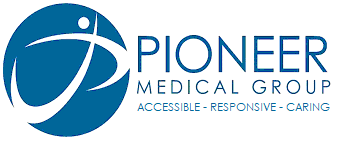 PIONEER
MEDICAL GROUP
ACCESSIBLE - RESPONSIVE - CARING